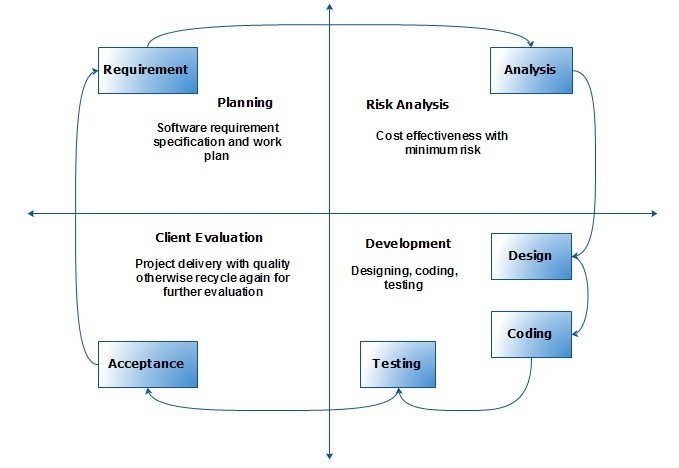 Requirement
Analysis
Planning
Software requirement
specification and work
plan
Risk Analysis
Cost effectiveness with
minimum risk
Client Evaluation
Project delivery with quality
otherwise recycle again for
further evaluation
Development
Designing, coding,
testing
Design
Coding
Acceptance
Testing